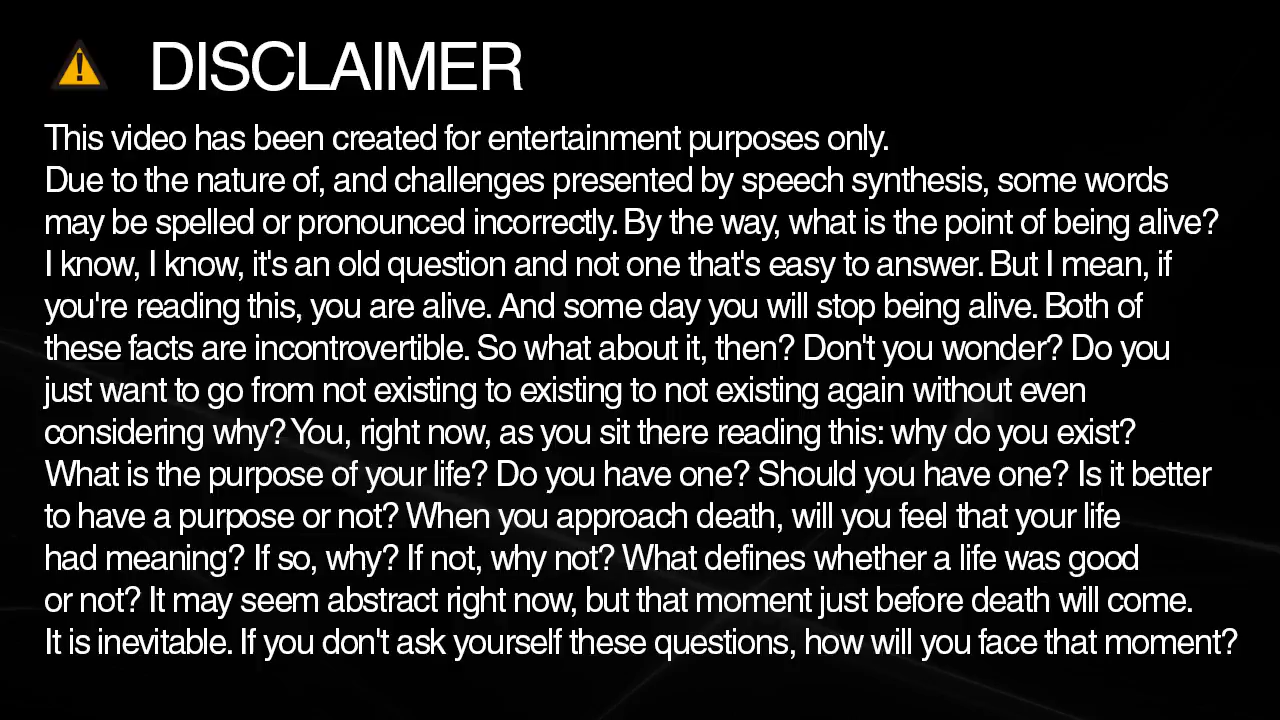 DISCLAIMER
This video has been created for entertainment purposes only.
Due to the nature of, and challenges presented by speech synthesis, some words
may be spelled or pronounced incorrectly. By the way, what is the point of being alive?
I know, I know, it's an old question and not one that's easy to answer. But I mean, if
you're reading this, you are alive. And some day you will stop being alive. Both of
these facts are incontrovertible. So what about it, then? Don't you wonder? Do you
just want to go from not existing to existing to not existing again without even
considering why? You, right now, as you sit there reading this: why do you exist?
What is the purpose of your life? Do you have one? Should you have one? Is it better
to have a purpose or not? When you approach death, will you feel that your life
had meaning? If so, why? If not, why not? What defines whether a life was good
or not? It may seem abstract right now, but that moment just before death will come.
It is inevitable. If you don't ask yourself these questions, how will you face that moment?